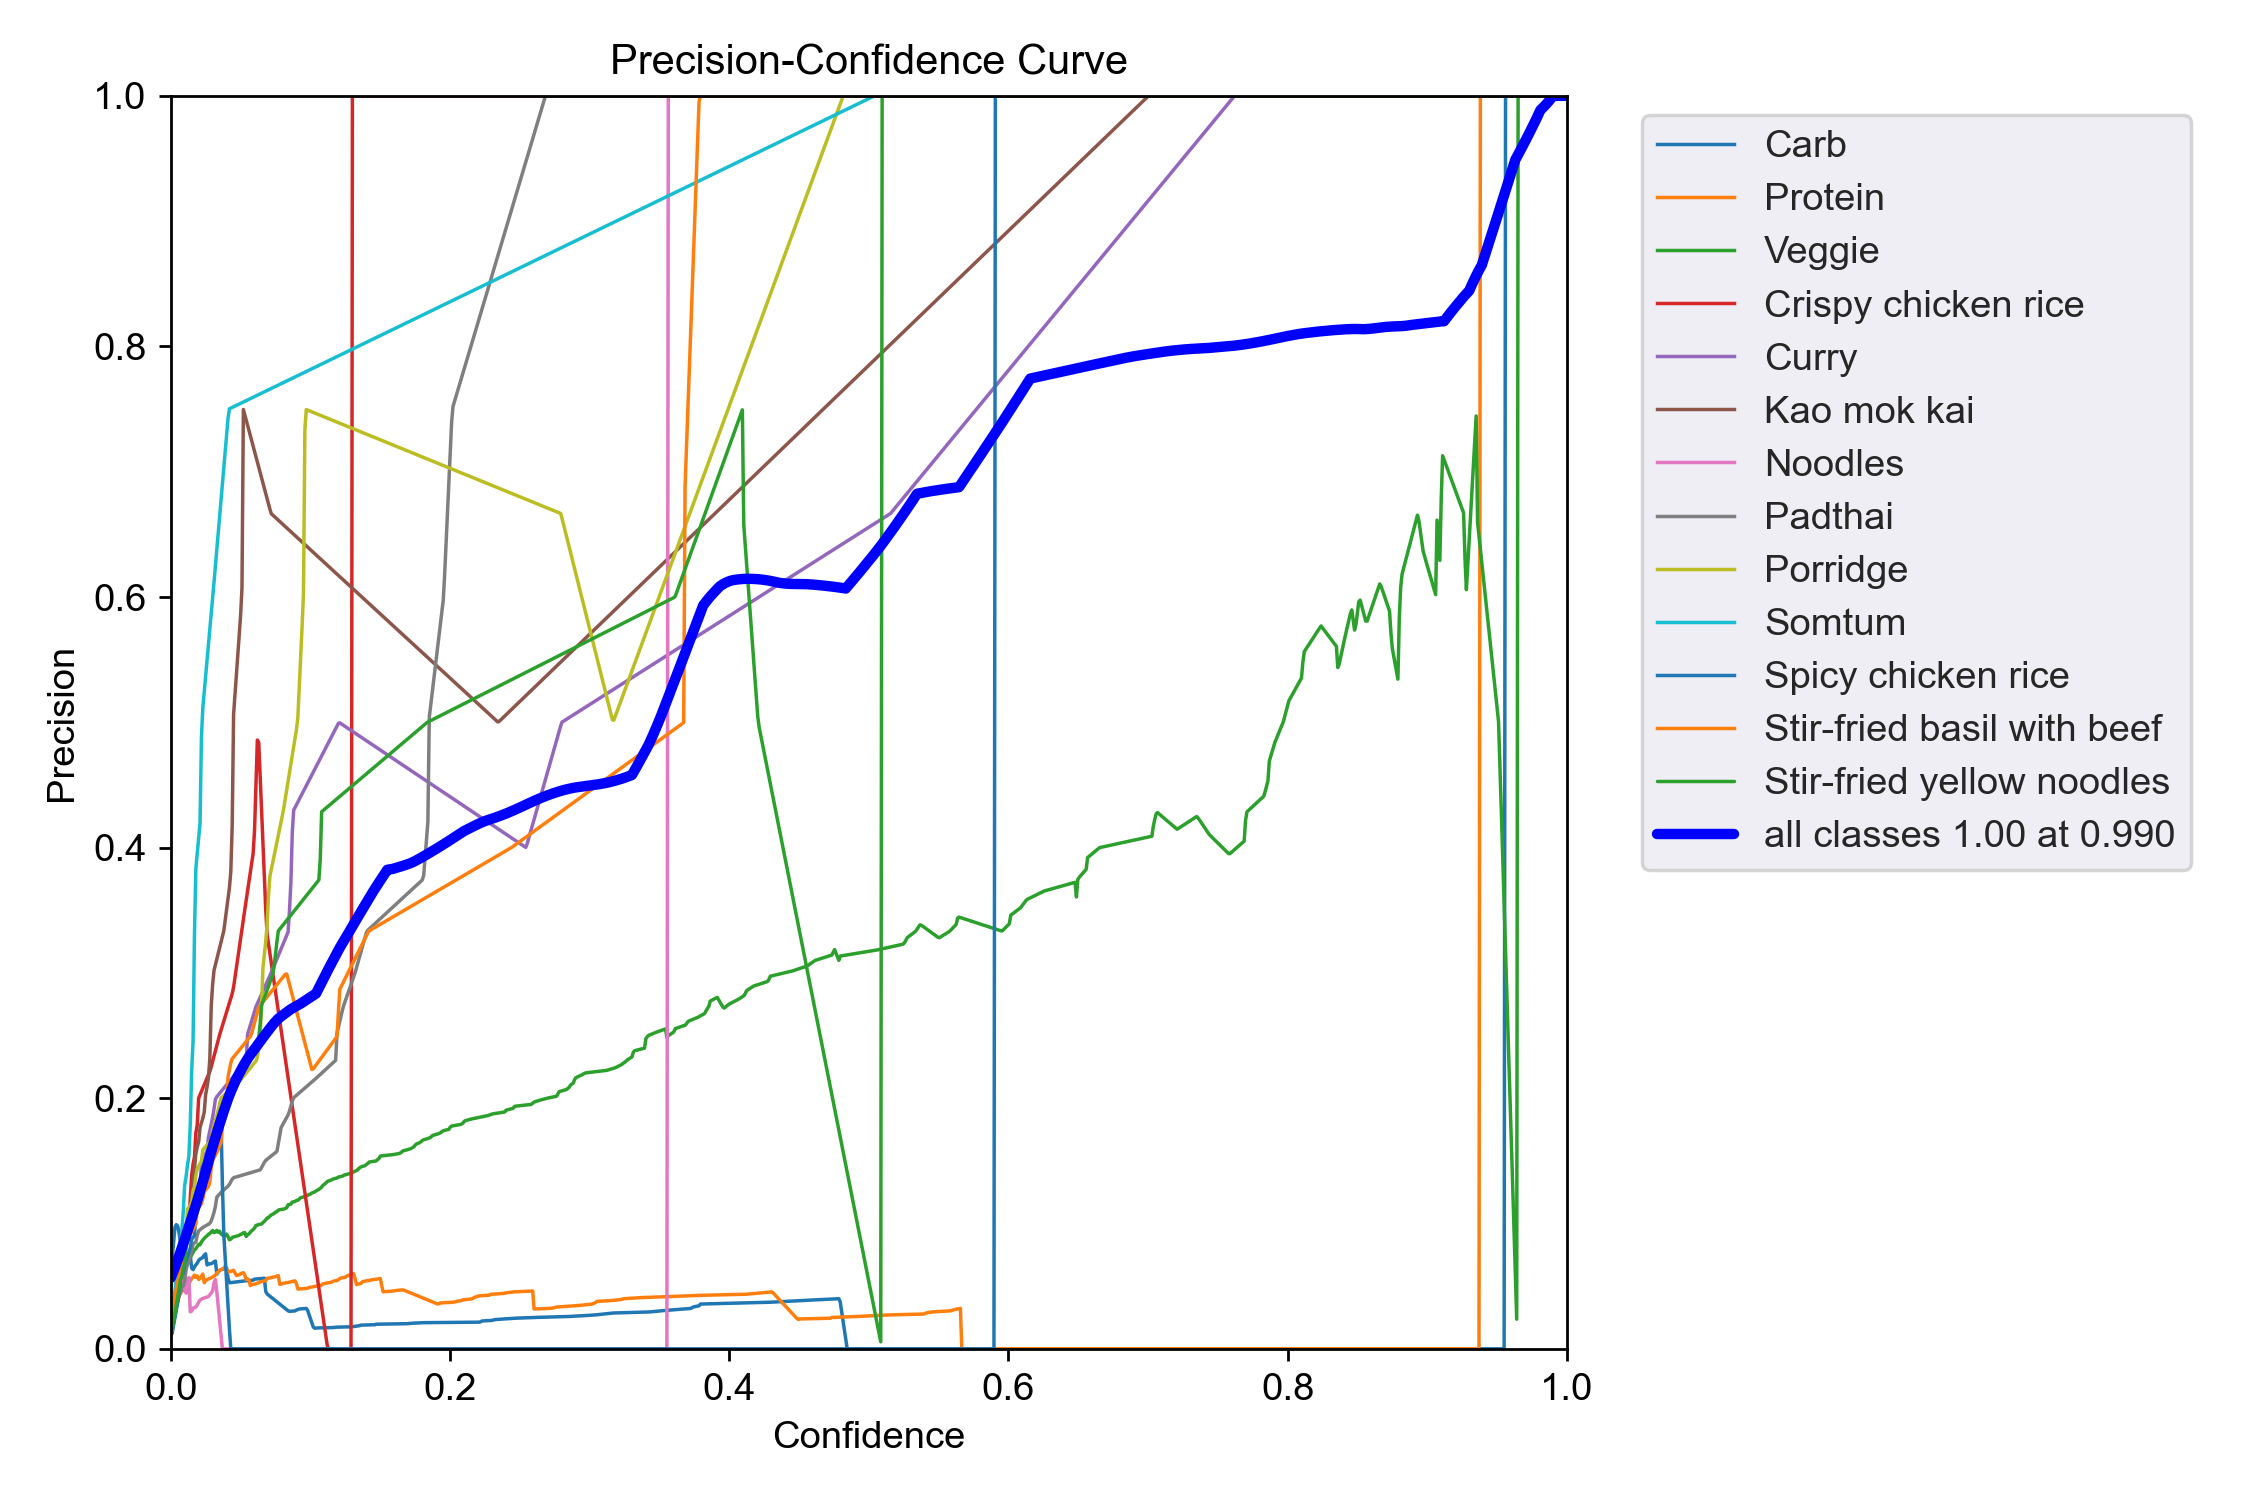 Precision-Confidence Curve
1.0
0.8
0.6
0.4
0.2
0.0
Precision
0.0 0.2 0.4 0.6 0.8 1.0
Confidence
Carb
Protein
Veggie
Crispy chicken rice
Curry
Kao mok kai
Noodles
Padthai
Porridge
Somtum
Spicy chicken rice
Stir-fried basil with beef
Stir-fried yellow noodles
all classes 1.00 at 0.990